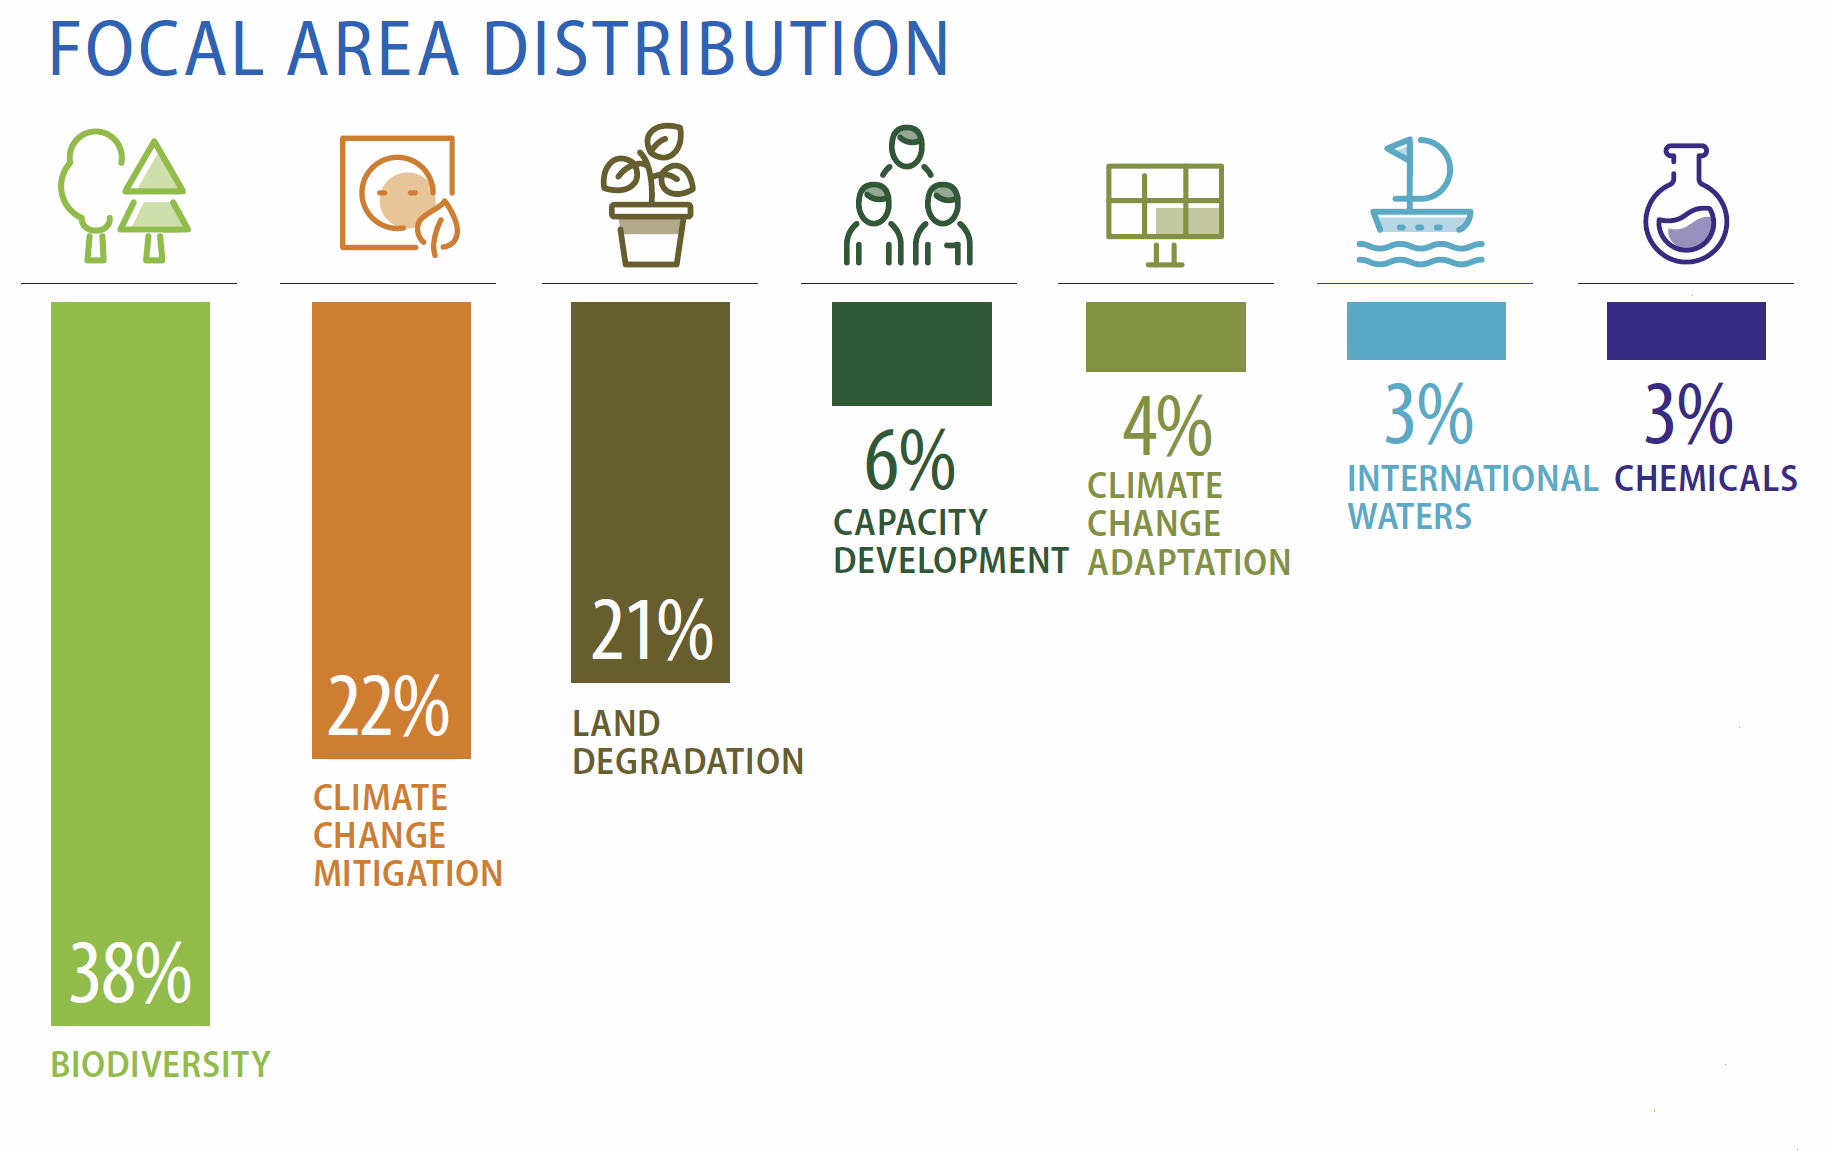 FOCAL AREA DISTRIBUTION
38%
BIODIVERSITY
22%
CLIMATE
CHANGE
MITIGATION
21%
LAND
DEGRADATION
6%
CAPACITY
DEVELOPMENT
4%
CLIMATE
CHANGE
ADAPTATION
3%
INTERNATIONAL
WATERS
3%
CHEMICALS